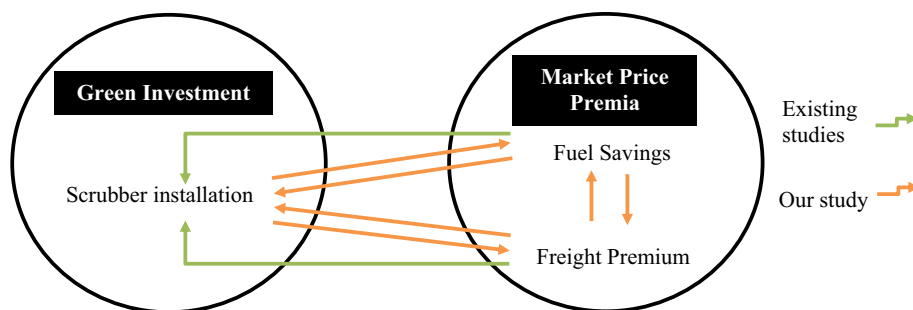 Green Investment
Scrubber installation
Market Price
Premia
Fuel Savings
Freight Premium
Existing
studies
Our study